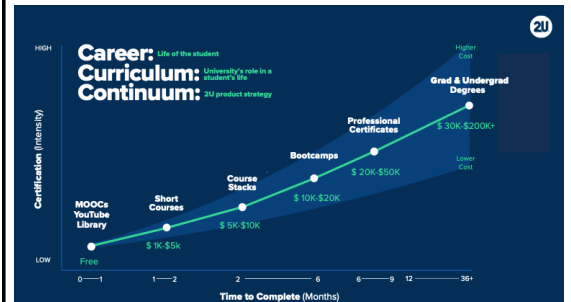 2U
HIGH
Career: Life of the student
Curriculum: University's role in a student's life
Continuum: 2U product strategy
Higher Cost
Grad & Undergrad Degrees
$ 30K-$200K+
Professional Certificates
$ 20K-$50K
Bootcamps
$ 10K-$20K
Lower Cost
Course Stacks
$ 5K-$10K
Short Courses
$ 1K-$5k
MOOCs
YouTube
Library
Free
Certification (Intensity)
LOW
0—1 1—2 2—6 6—9 12—36+
Time to Complete (Months)